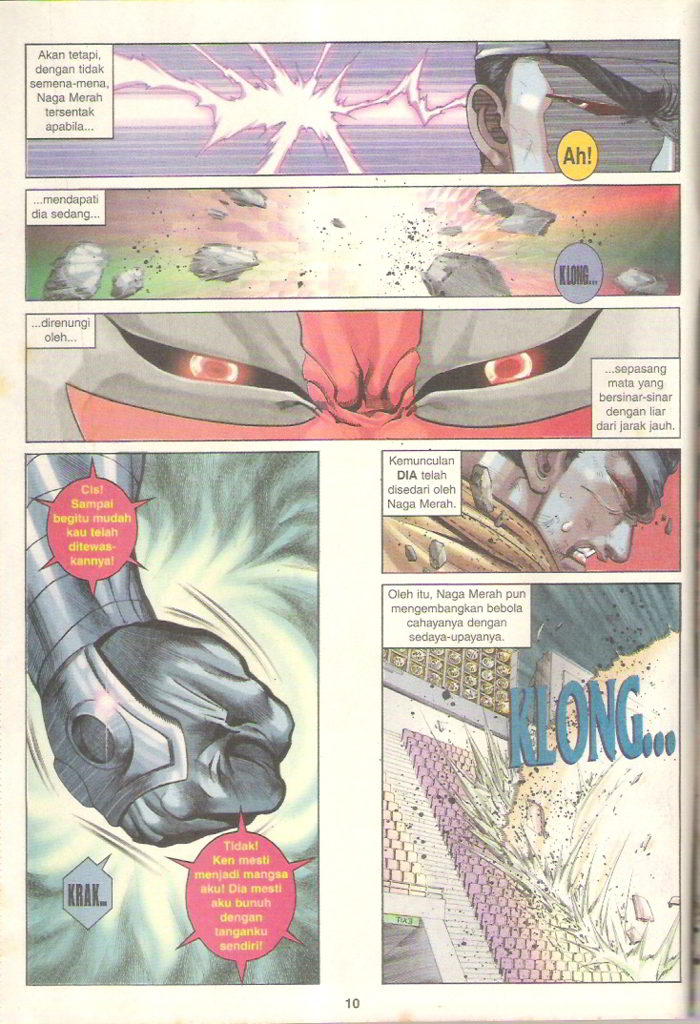 Akan tetapi,
dengan tidak
semena-mena,
Naga Merah
tersentak
apabila...
Ah!
...mendapati
dia sedang...
KLONG...
...direnungi
oleh...
...sepasang
mata yang
bersinar-sinar
dengan liar
dari jarak jauh.
Cis!
Sampai
begitu mudah
kau telah
ditewas-
kannya!
KRAK...
Tidak!
Ken mesti
menjadi mangsa
aku! Dia mesti
aku bunuh
dengan
tanganku
sendiri!
Kemunculan
DIA telah
disedari oleh
Naga Merah.
Oleh itu, Naga Merah pun
mengembangkan bebola
cahayanya dengan
sedaya-upayanya.
KLONG...
EXIT
10